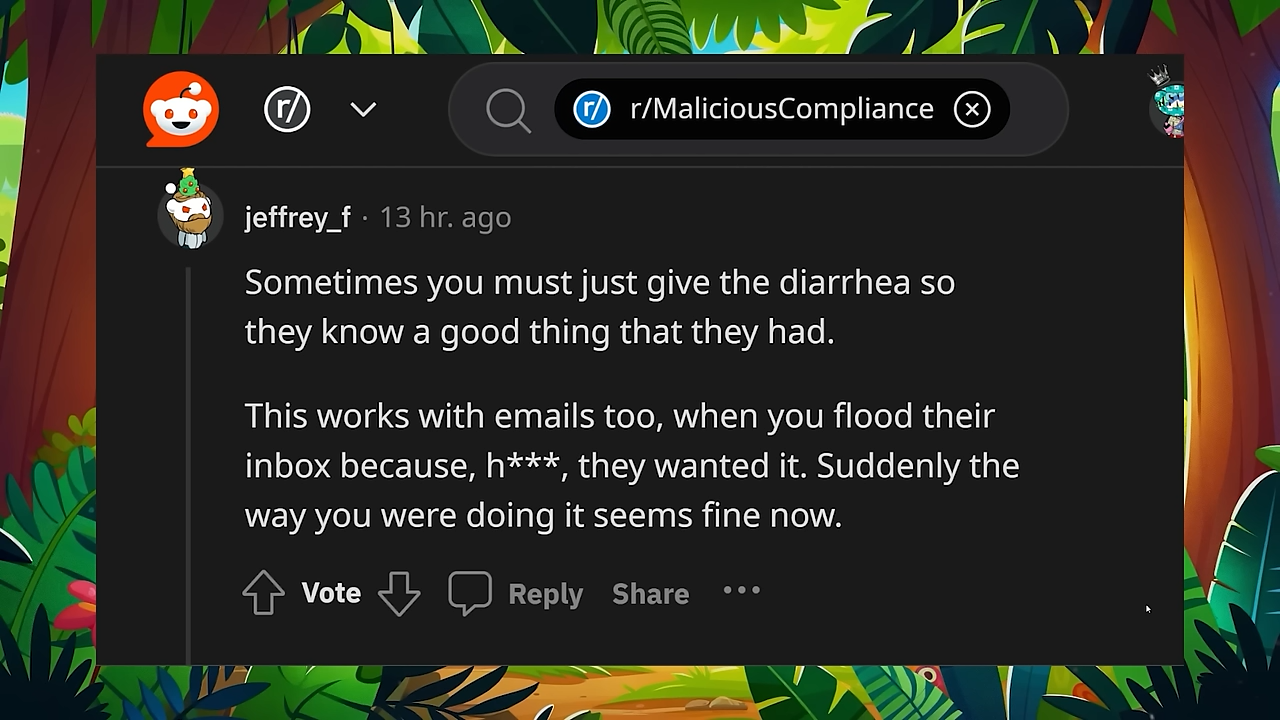 r/ r/ r/MaliciousCompliance
jeffrey_f · 13 hr. ago
Sometimes you must just give the diarrhea so
they know a good thing that they had.
This works with emails too, when you flood their
inbox because, h***, they wanted it. Suddenly the
way you were doing it seems fine now.
Vote Reply Share ...